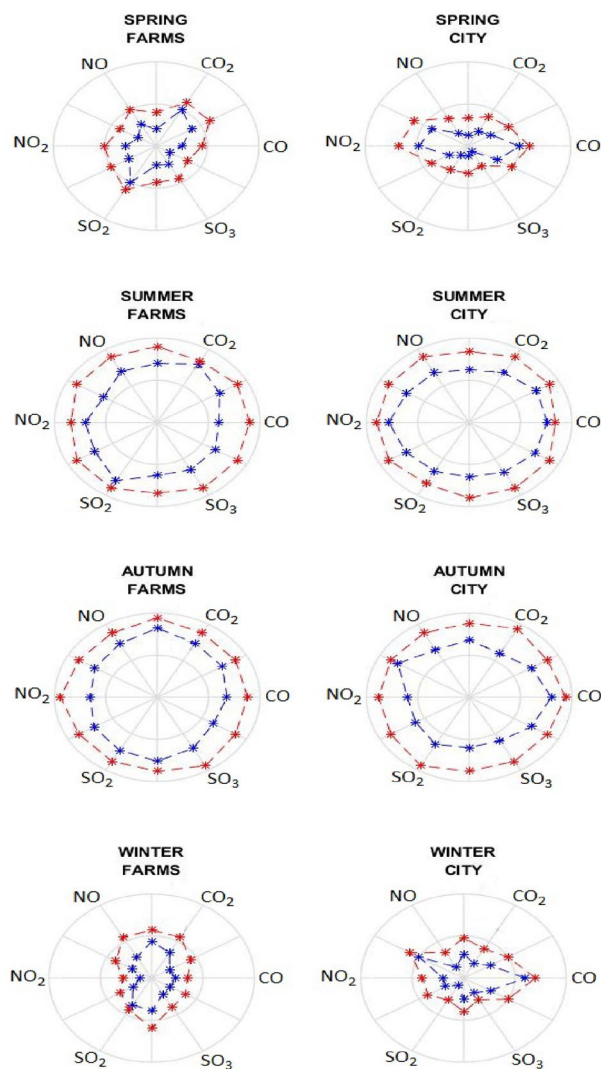 SPRING
FARMS
NO
CO₂
NO₂
CO
SO₂
SO₃
SPRING
CITY
NO
CO₂
NO₂
CO
SO₂
SO₃
SUMMER
FARMS
NO
CO₂
NO₂
CO
SO₂
SO₃
SUMMER
CITY
NO
CO₂
NO₂
CO
SO₂
SO₃
AUTUMN
FARMS
NO
CO₂
NO₂
CO
SO₂
SO₃
AUTUMN
CITY
NO
CO₂
NO₂
CO
SO₂
SO₃
WINTER
FARMS
NO
CO₂
NO₂
CO
SO₂
SO₃
WINTER
CITY
NO
CO₂
NO₂
CO
SO₂
SO₃